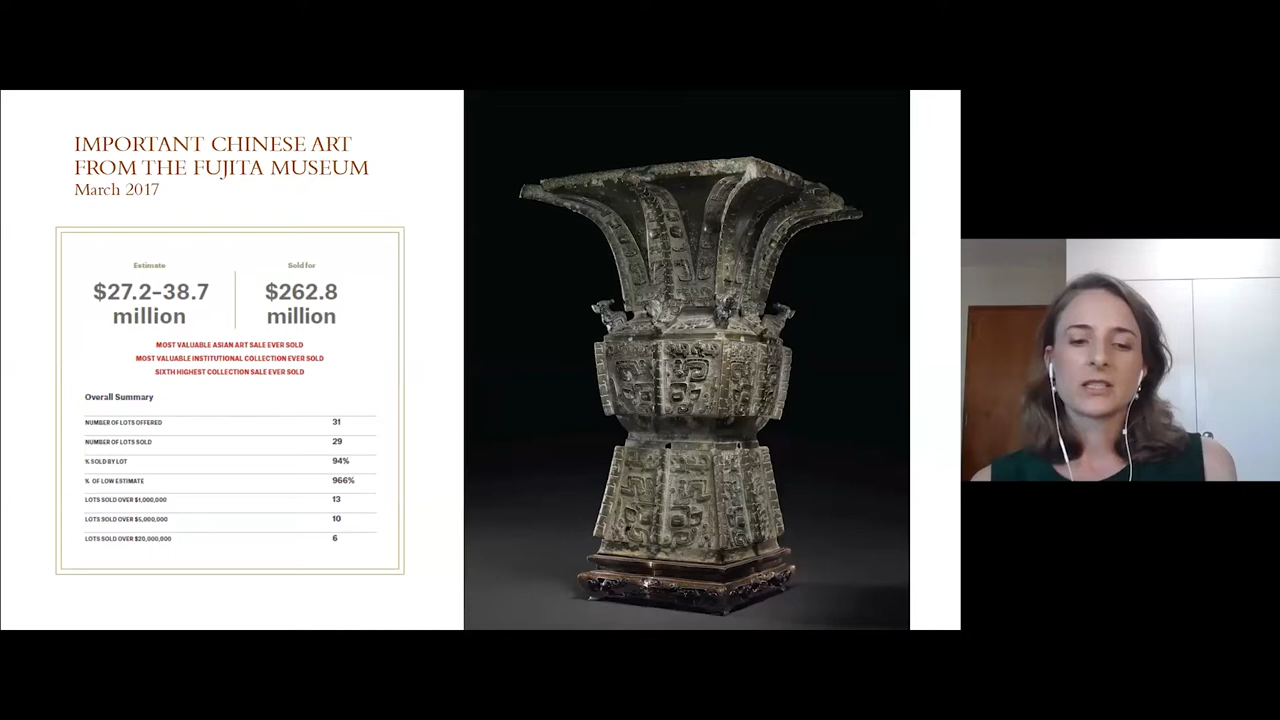 IMPORTANT CHINESE ART
FROM THE FUJITA MUSEUM
March 2017
Estimate
$27.2–38.7
million
Sold for
$262.8
million
MOST VALUABLE ASIAN ART SALE EVER SOLD
MOST VALUABLE INSTITUTIONAL COLLECTION EVER SOLD
SIXTH HIGHEST COLLECTION SALE EVER SOLD
Overall Summary
NUMBER OF LOTS OFFERED 31
NUMBER OF LOTS SOLD 29
% SOLD BY LOT 94%
% OF LOW ESTIMATE 966%
LOTS SOLD OVER $1,000,000 13
LOTS SOLD OVER $5,000,000 10
LOTS SOLD OVER $20,000,000 6